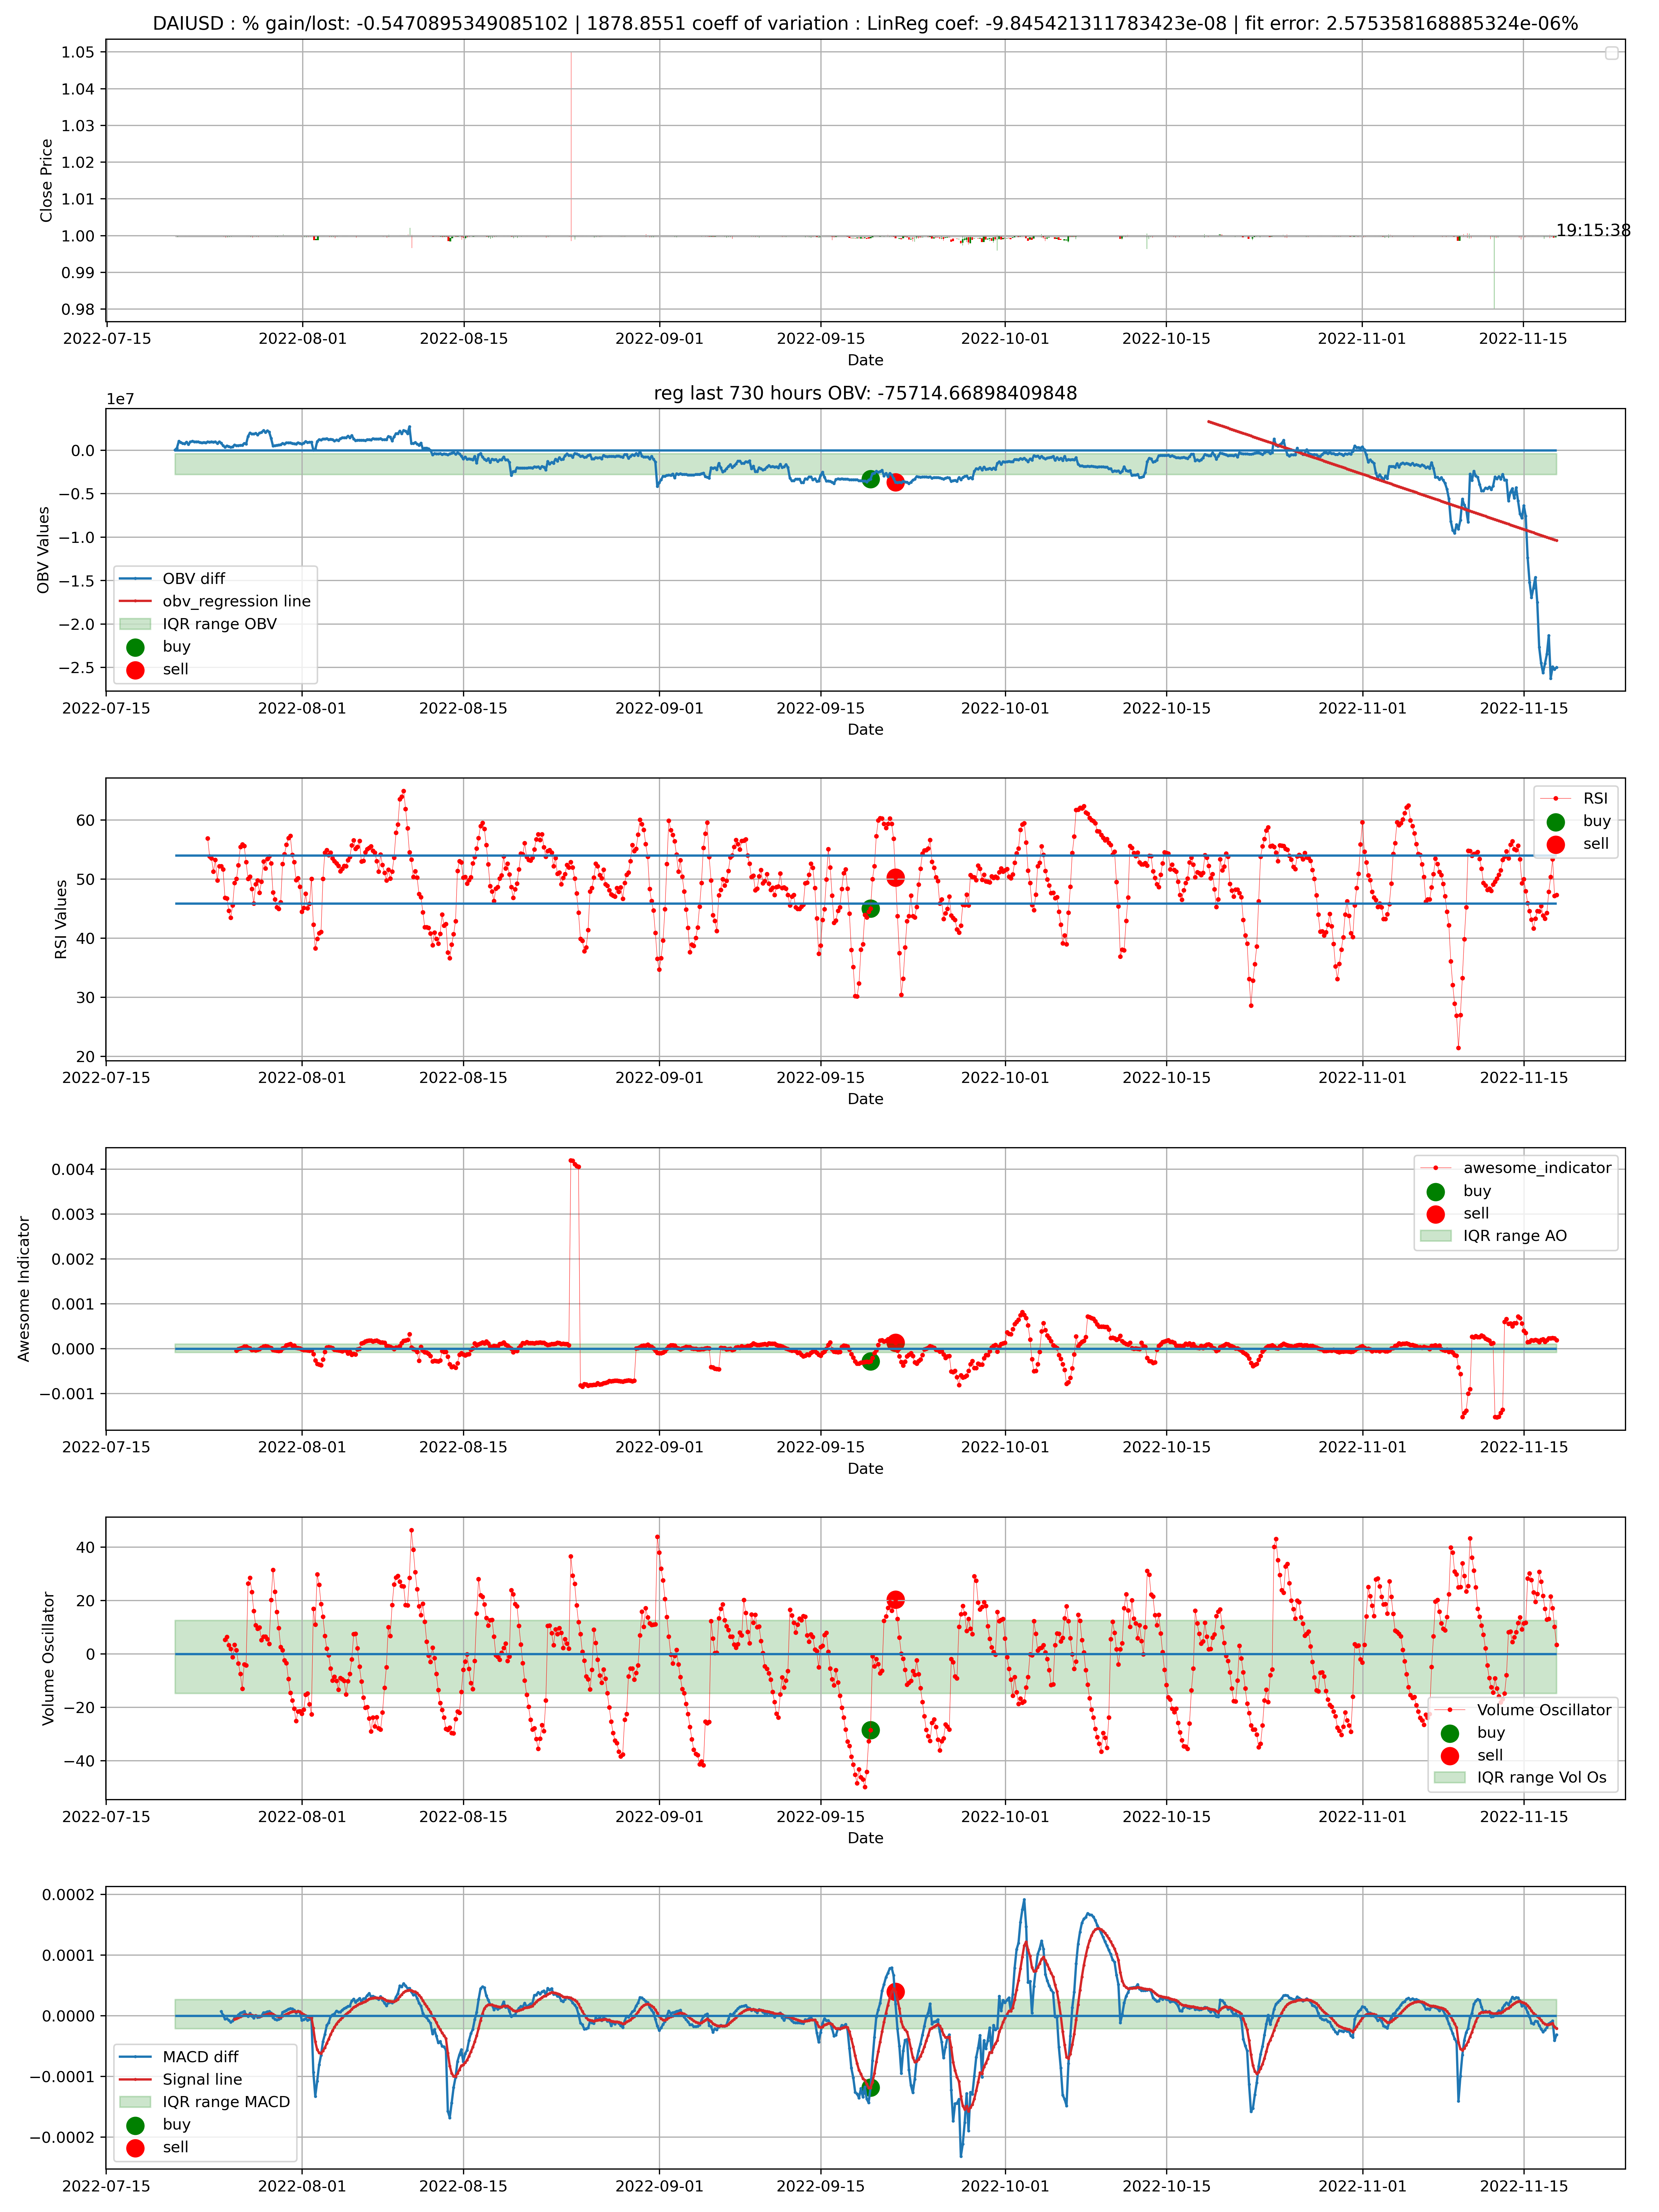 DAIUSD : % gain/lost: -0.5470895349085102 | 1878.8551 coeff of variation : LinReg coef: -9.845421311783423e-08 | fit error: 2.575358168885324e-06%
1.05
1.04
1.03
1.02
1.01
1.00
0.99
0.98
Close Price
19:15:38
2022-07-15 2022-08-01 2022-08-15 2022-09-01 2022-09-15 2022-10-01 2022-10-15 2022-11-01 2022-11-15
Date
reg last 730 hours OBV: -75714.66898409848
1e7
0.0
−0.5
−1.0
−1.5
−2.0
−2.5
OBV Values
OBV diff
obv_regression line
IQR range OBV
buy
sell
2022-07-15 2022-08-01 2022-08-15 2022-09-01 2022-09-15 2022-10-01 2022-10-15 2022-11-01 2022-11-15
Date
60
50
40
30
20
RSI Values
RSI
buy
sell
2022-07-15 2022-08-01 2022-08-15 2022-09-01 2022-09-15 2022-10-01 2022-10-15 2022-11-01 2022-11-15
Date
0.004
0.003
0.002
0.001
0.000
−0.001
Awesome Indicator
awesome_indicator
buy
sell
IQR range AO
2022-07-15 2022-08-01 2022-08-15 2022-09-01 2022-09-15 2022-10-01 2022-10-15 2022-11-01 2022-11-15
Date
40
20
0
−20
−40
Volume Oscillator
Volume Oscillator
buy
sell
IQR range Vol Os
2022-07-15 2022-08-01 2022-08-15 2022-09-01 2022-09-15 2022-10-01 2022-10-15 2022-11-01 2022-11-15
Date
0.0002
0.0001
0.0000
−0.0001
−0.0002
MACD diff
Signal line
IQR range MACD
buy
sell
2022-07-15 2022-08-01 2022-08-15 2022-09-01 2022-09-15 2022-10-01 2022-10-15 2022-11-01 2022-11-15